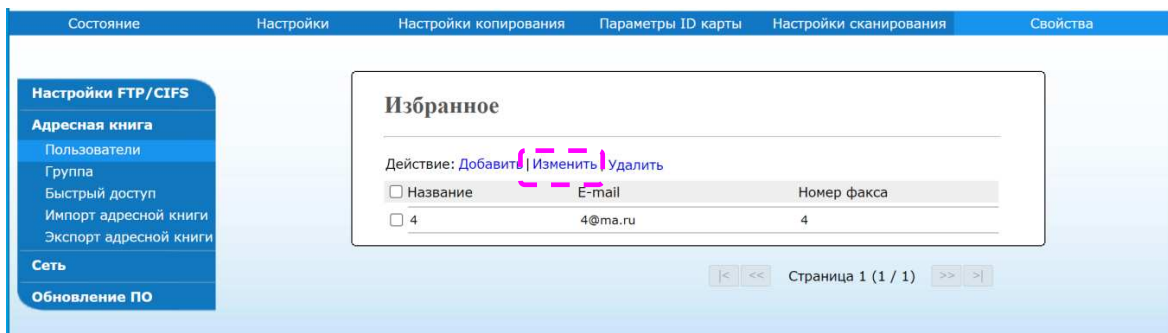 Состояние Настройки Настройки копирования Параметры ID карты Настройки сканирования Свойства
Настройки FTP/CIFS
Адресная книга
Пользователи
Группа
Быстрый доступ
Импорт адресной книги
Экспорт адресной книги
Сеть
Обновление ПО
Избранное
Действие: Добавить | Изменить | Удалить
Название E-mail Номер факса
4 4@ma.ru 4
|< << Страница 1 (1 / 1) >> >|